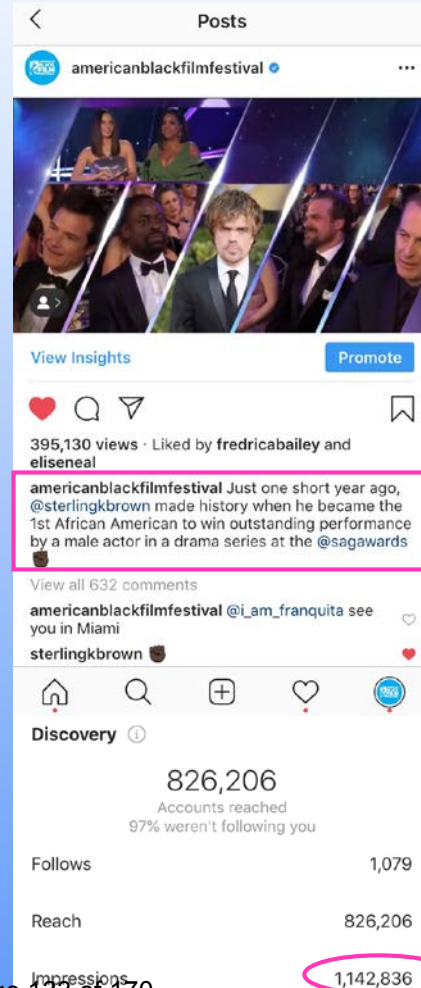 Posts
americanblackfilmfestival
View Insights
Promote
395,130 views · Liked by fredricabailey and
eliseneal
americanblackfilmfestival Just one short year ago,
@sterlingkbrown made history when he became the
1st African American to win outstanding performance
by a male actor in a drama series at the @sagawards
✊🏿
View all 632 comments
americanblackfilmfestival @i_am_franquita see
you in Miami
sterlingkbrown ✊🏿
Discovery
826,206
Accounts reached
97% weren't following you
Follows 1,079
Reach 826,206
Impressions 1,142,836
of 170